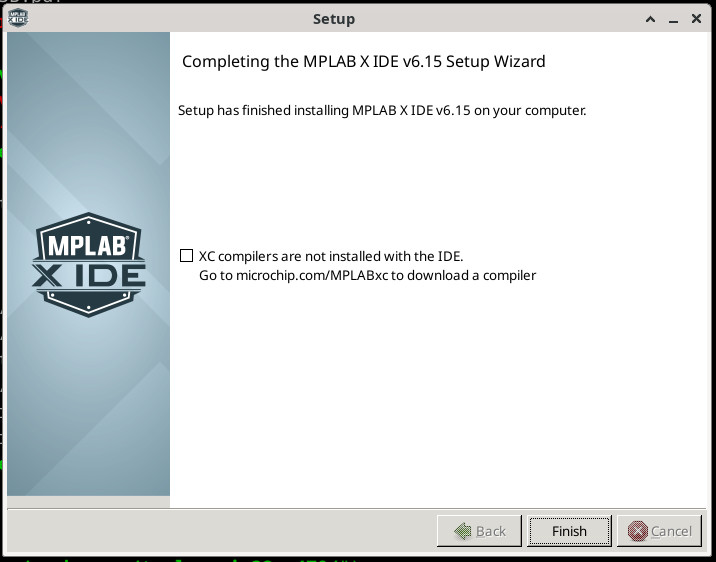 Setup
Completing the MPLAB X IDE v6.15 Setup Wizard
Setup has finished installing MPLAB X IDE v6.15 on your computer.
MPLAB®
X IDE
XC compilers are not installed with the IDE.
Go to microchip.com/MPLABxc to download a compiler
Back
Finish
Cancel